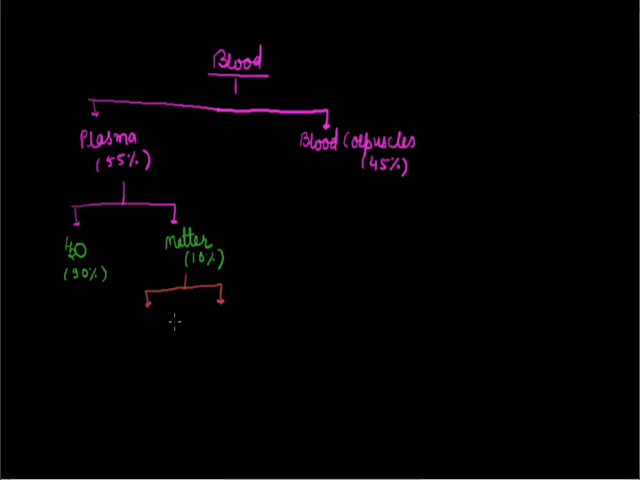 Blood
Plasma
(55%)
Blood Corpuscles
(45%)
H2O
(90%)
matter
(10%)